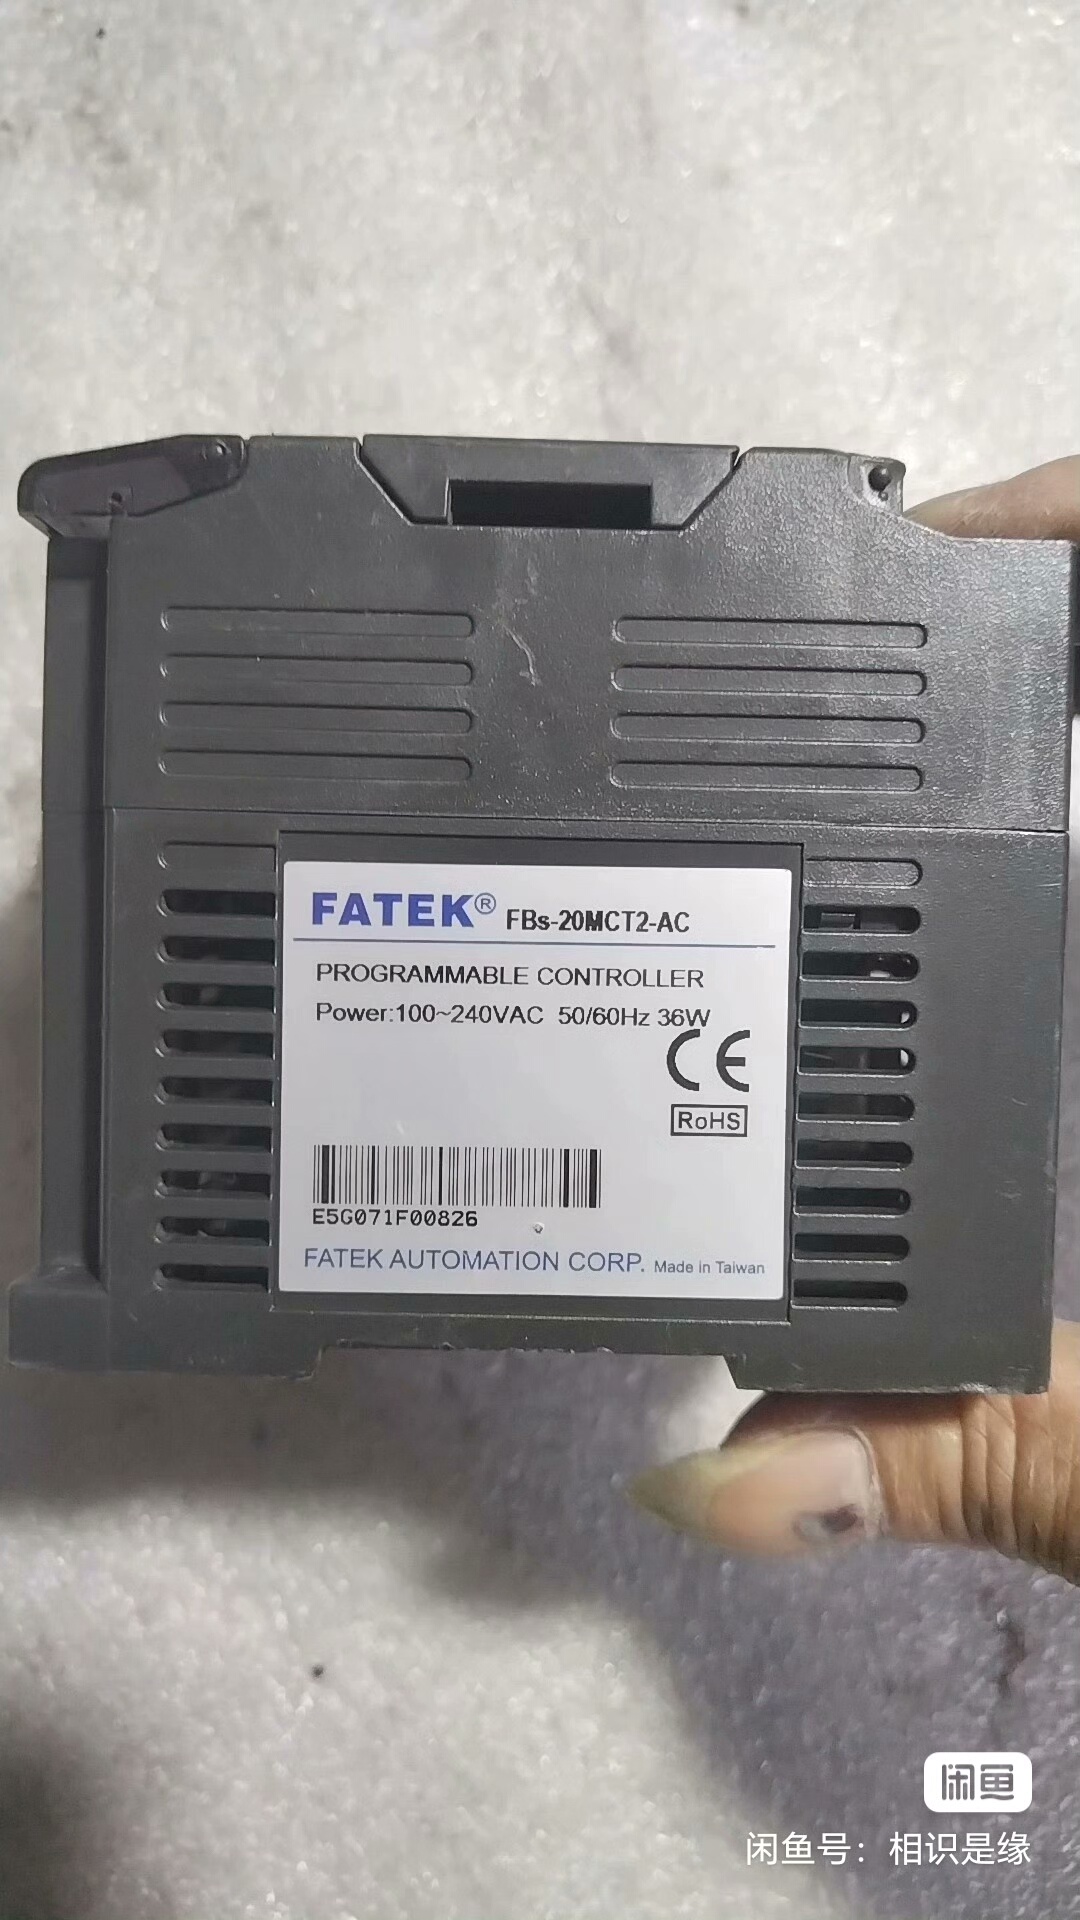 FATEK® FBs-20MCT2-AC
PROGRAMMABLE CONTROLLER
Power:100~240VAC 50/60Hz 36W
CE
RoHS
E5G071F00826
FATEK AUTOMATION CORP. Made in Taiwan
闲鱼
闲鱼号：相识是缘